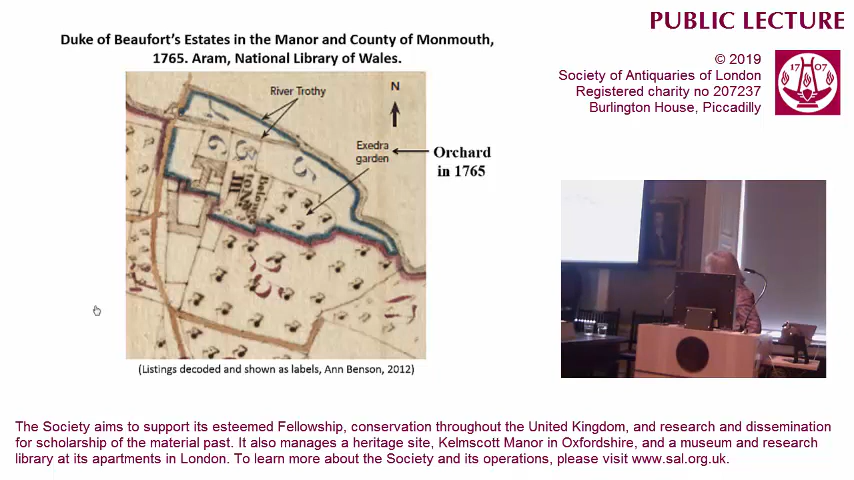 Duke of Beaufort's Estates in the Manor and County of Monmouth,
1765. Aram, National Library of Wales.
River Trothy
N
Exedra
garden
Orchard
in 1765
(Listings decoded and shown as labels, Ann Benson, 2012)
PUBLIC LECTURE
© 2019
Society of Antiquaries of London
Registered charity no 207237
Burlington House, Piccadilly
17 07
The Society aims to support its esteemed Fellowship, conservation throughout the United Kingdom, and research and dissemination
for scholarship of the material past. It also manages a heritage site, Kelmscott Manor in Oxfordshire, and a museum and research
library at its apartments in London. To learn more about the Society and its operations, please visit www.sal.org.uk.